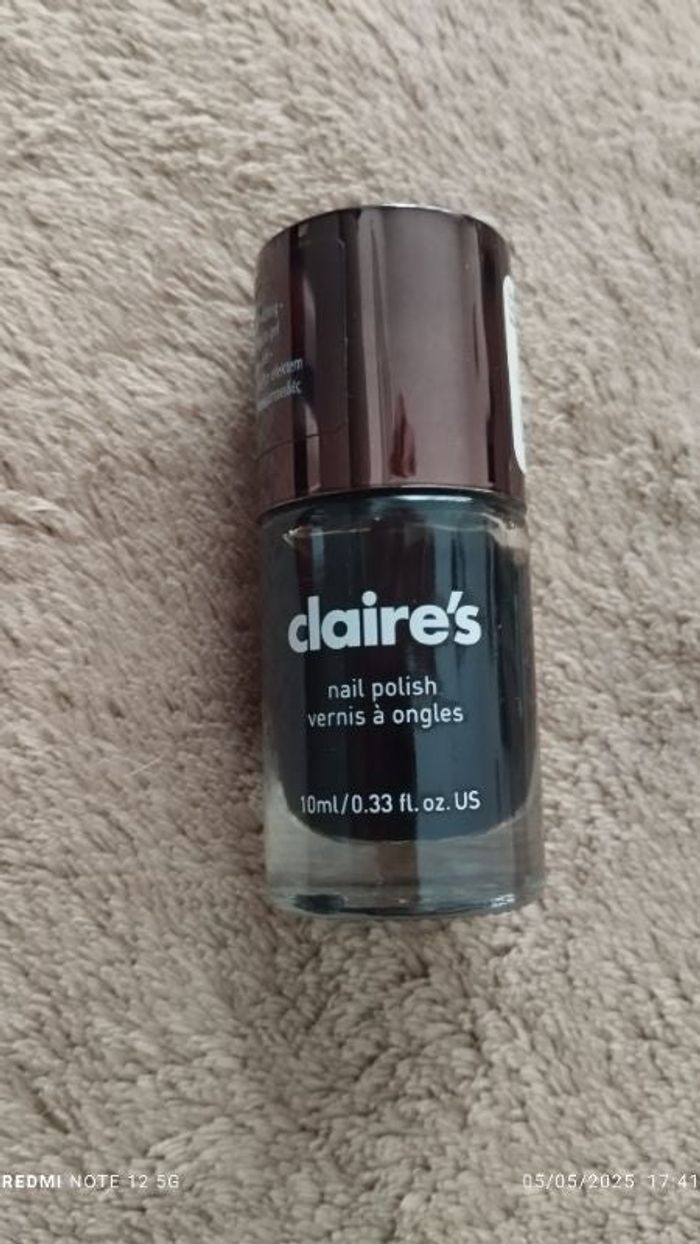 claire's
nail polish
vernis à ongles
10ml/0.33 fl. oz. US
REDMI NOTE 12 5G
05/05/2025 17:41